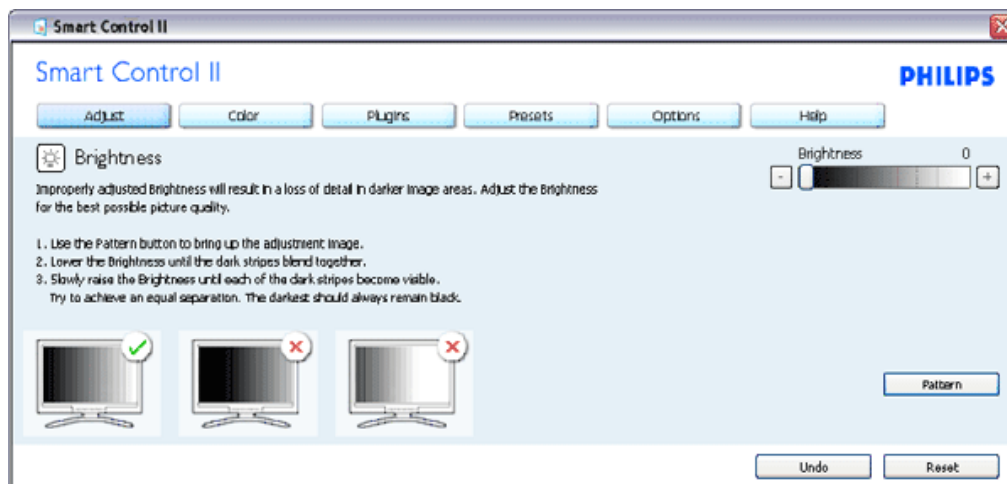 Smart Control II
Smart Control II
PHILIPS
Adjust Color Plugins Presets Options Help
Brightness
Brightness 0
Improperly adjusted Brightness will result in a loss of detail in darker image areas. Adjust the Brightness
for the best possible picture quality.
1. Use the Pattern button to bring up the adjustment image.
2. Lower the Brightness until the dark stripes blend together.
3. Slowly raise the Brightness until each of the dark stripes become visible.
Try to achieve an equal separation. The darkest should always remain black.
Pattern
Undo Reset